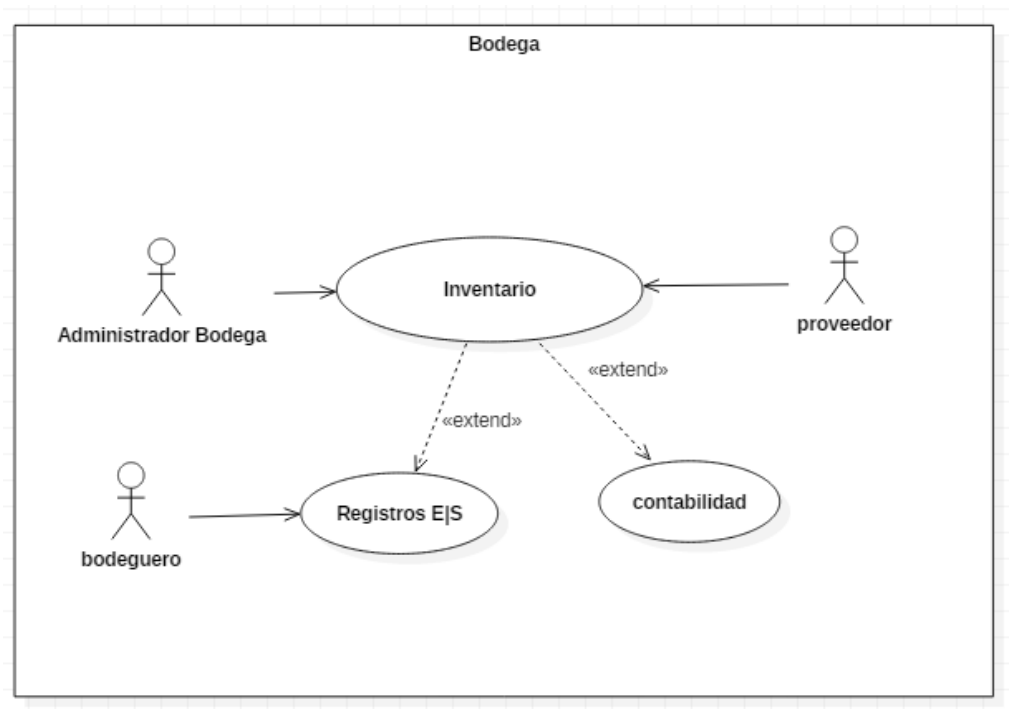 Bodega
Inventario
Administrador Bodega
proveedor
«extend»
«extend»
Registros E|S
contabilidad
bodeguero